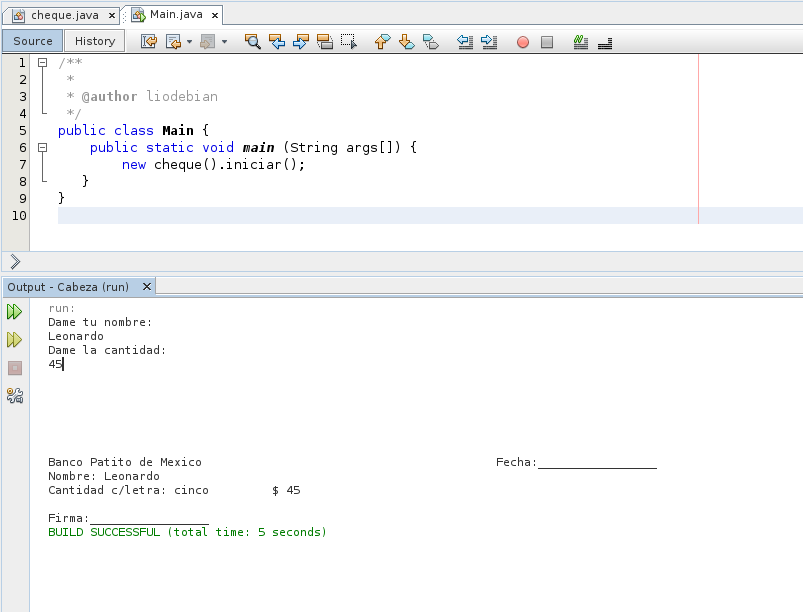 cheque.java × Main.java ×
Source History
1 /**
2 *
3 * @author liodebian
4 */
5 public class Main {
6 public static void main (String args[]) {
7 new cheque().iniciar();
8 }
9 }
10
Output - Cabeza (run) ×
run:
Dame tu nombre:
Leonardo
Dame la cantidad:
45
Banco Patito de Mexico Fecha:_________________
Nombre: Leonardo
Cantidad c/letra: cinco $ 45
Firma:_________________
BUILD SUCCESSFUL (total time: 5 seconds)